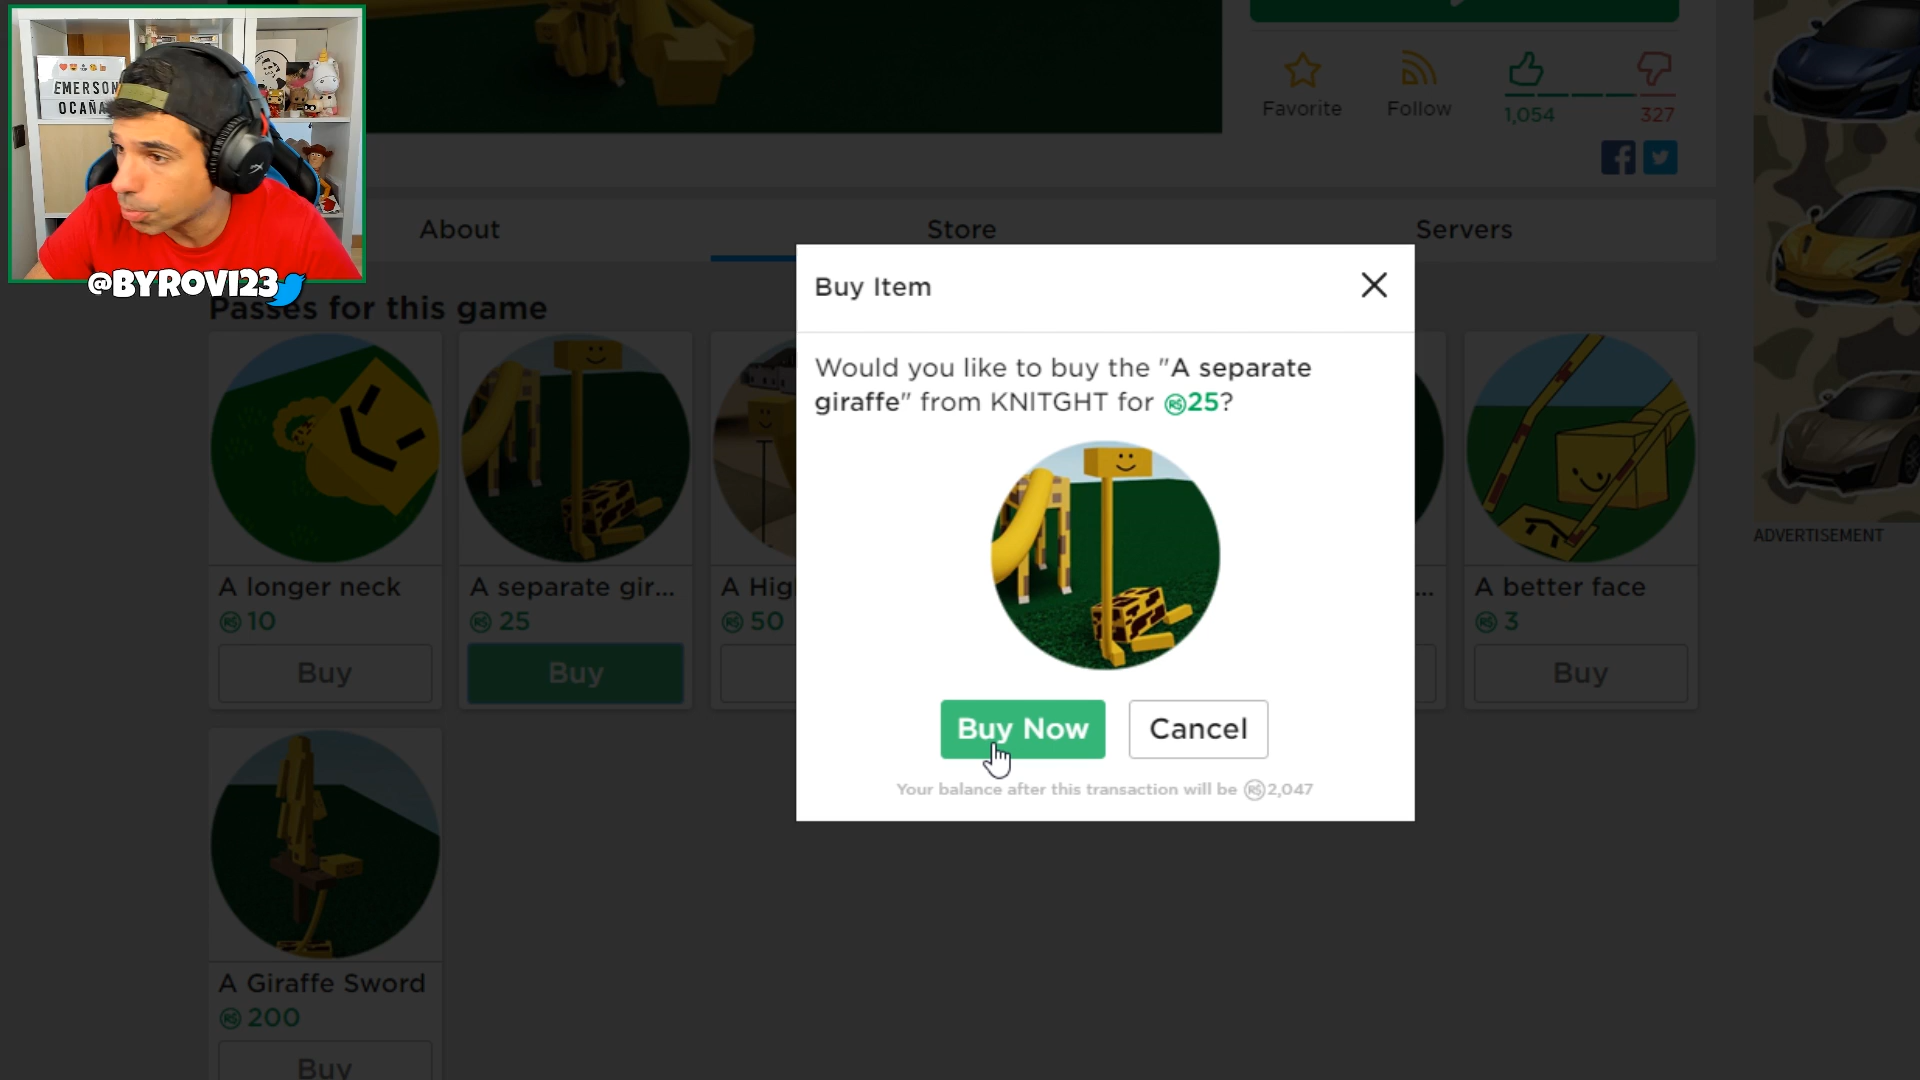 EMERSON
OCAÑA
@BYROVI23
Favorite
Follow
1,054
327
About
Store
Servers
Passes for this game
Buy Item
Would you like to buy the "A separate
giraffe" from KNlTGHT for R$25?
Buy Now
Cancel
Your balance after this transaction will be R$2,047
A longer neck
R$ 10
Buy
A separate gir...
R$ 25
Buy
A Hig
R$ 50
...
A better face
R$ 3
Buy
A Giraffe Sword
R$ 200
Buy
ADVERTISEMENT